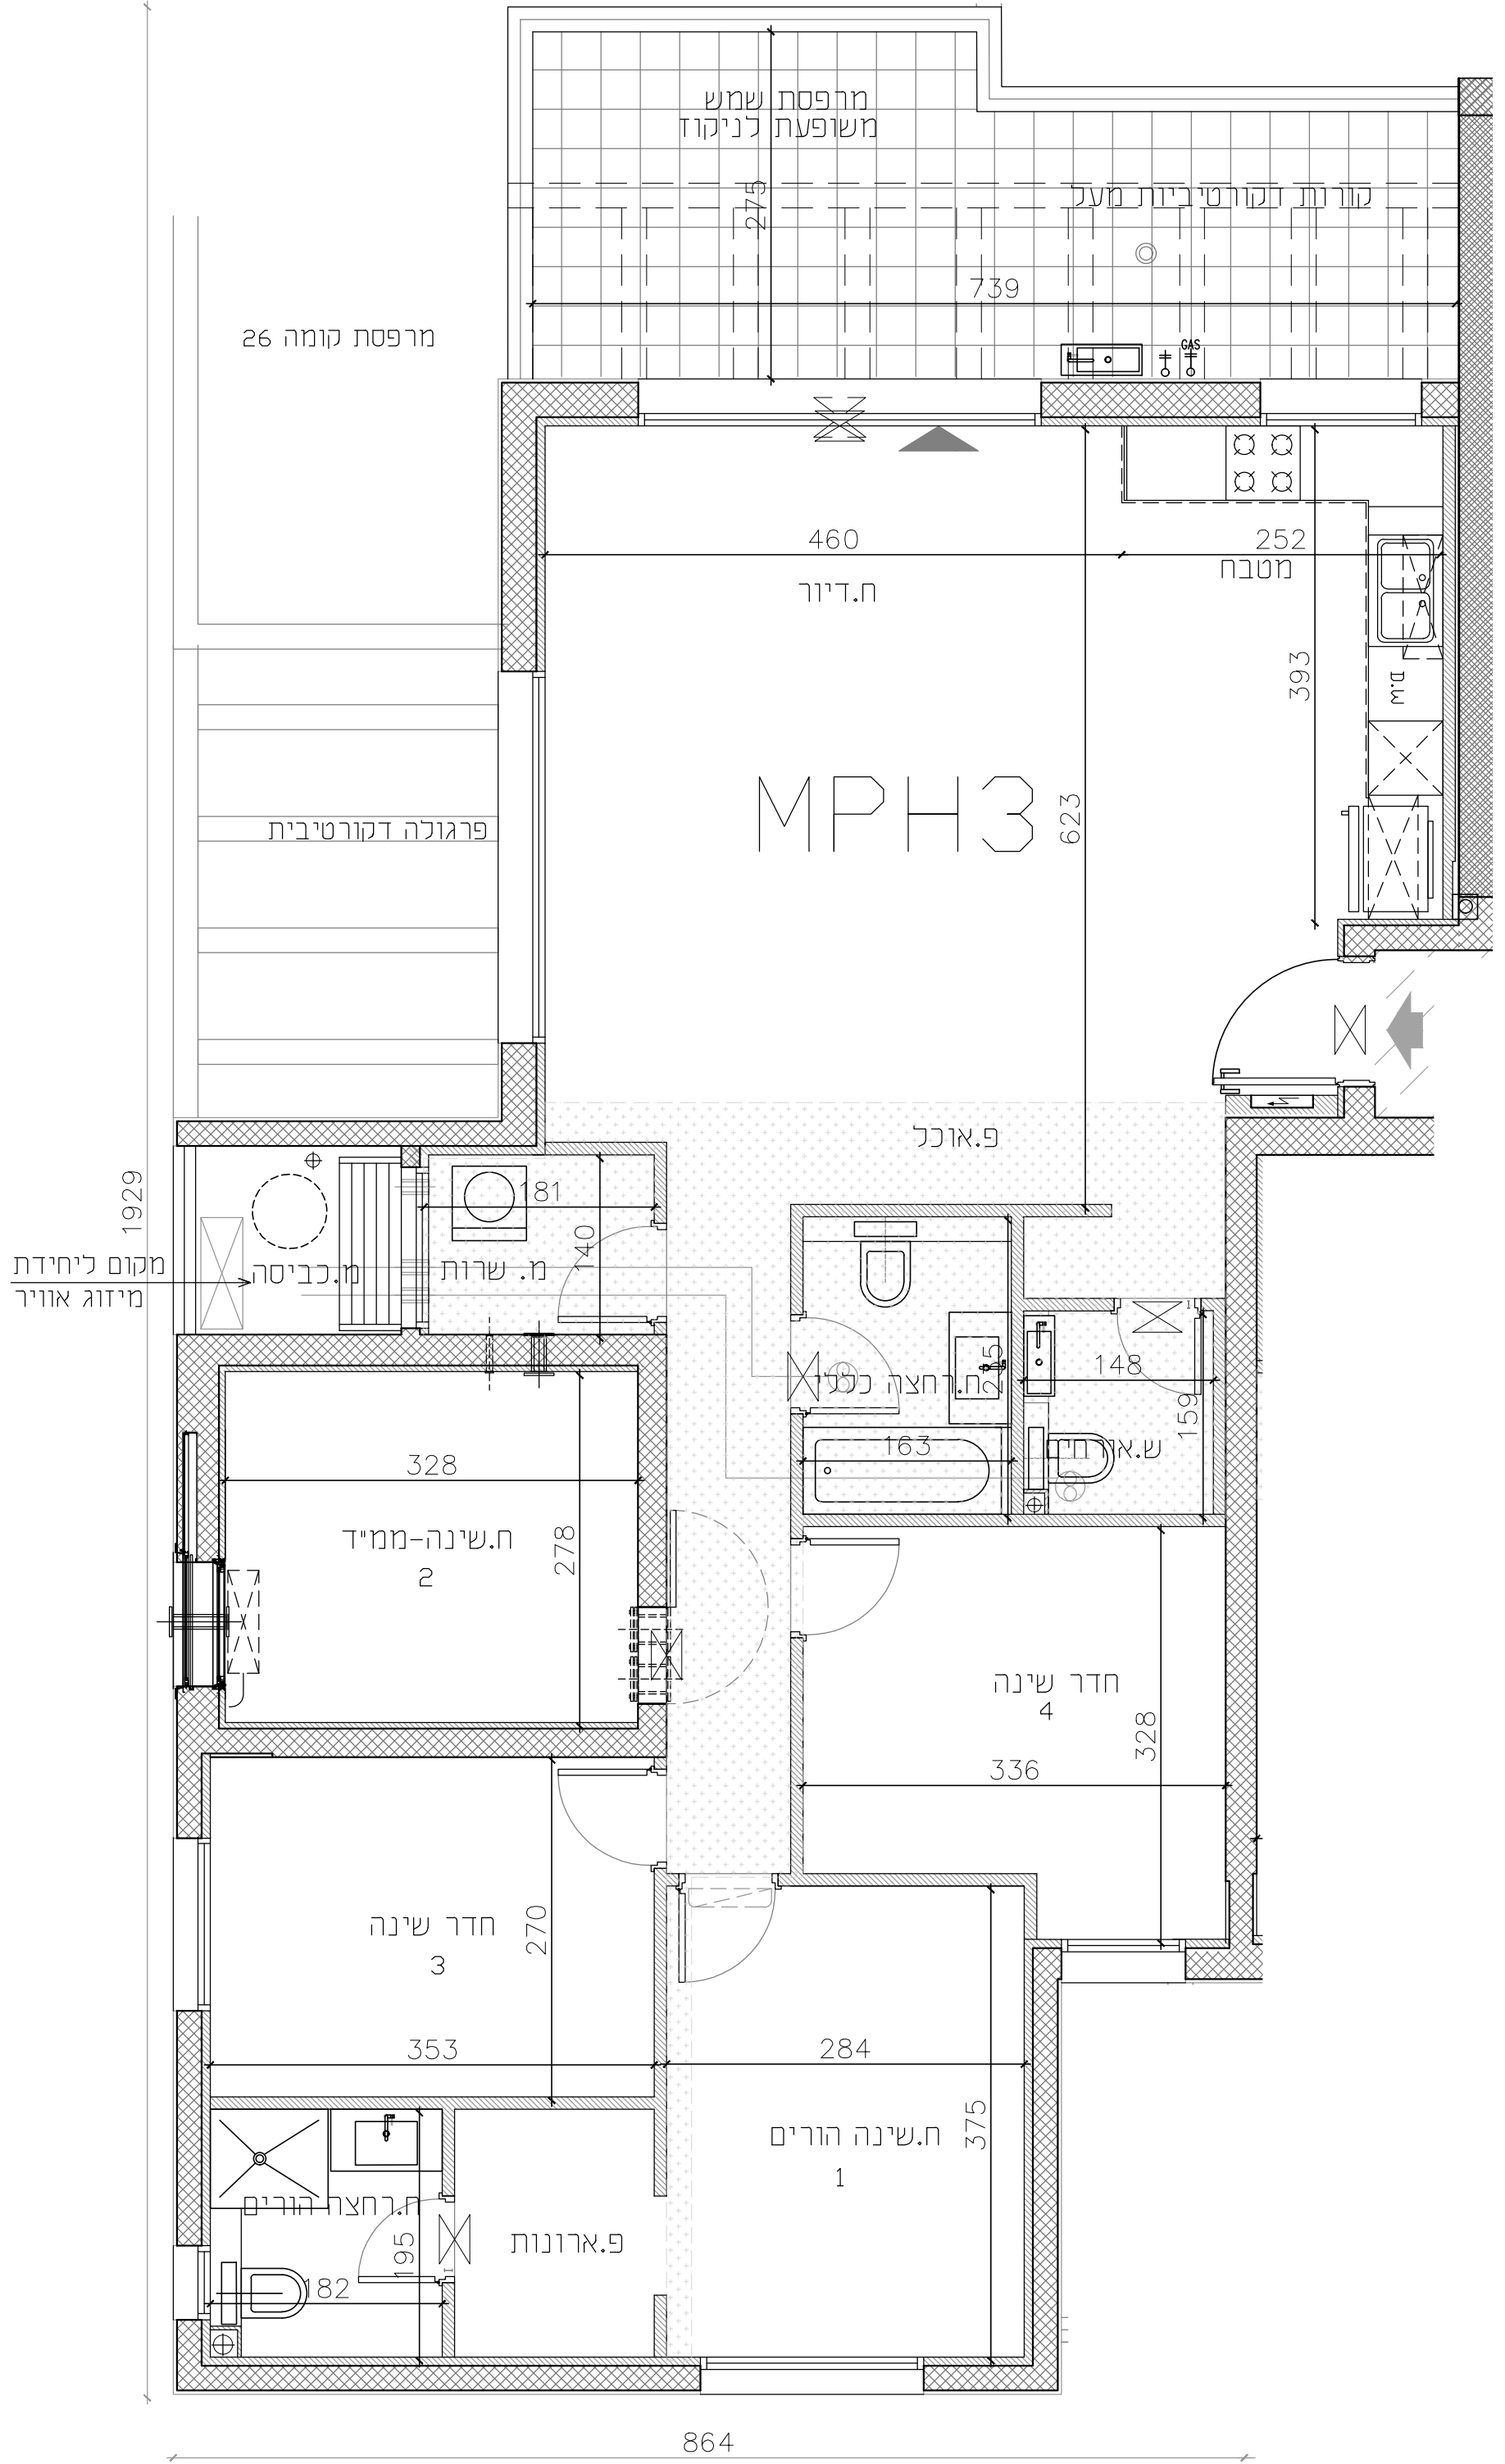 מרפסת שמש
משופעת לניקוז
275
קורות דקורטיביות מעל
739
מרפסת קומה 26
GAS
460
252
ח.דיור
מטבח
393
D.W
MPH3
623
פרגולה דקורטיבית
פ.אוכל
1929
181
140
מקום ליחידת
מיזוג אוויר
מ.כביסה
מ. שרות
148
ח.רחצה כללי
235
159
163
ש.אורחים
328
ח.שינה-ממ"ד
2
278
חדר שינה
4
328
336
חדר שינה
3
270
353
284
ח.שינה הורים
1
375
ח.רחצה הורים
פ.ארונות
195
182
864